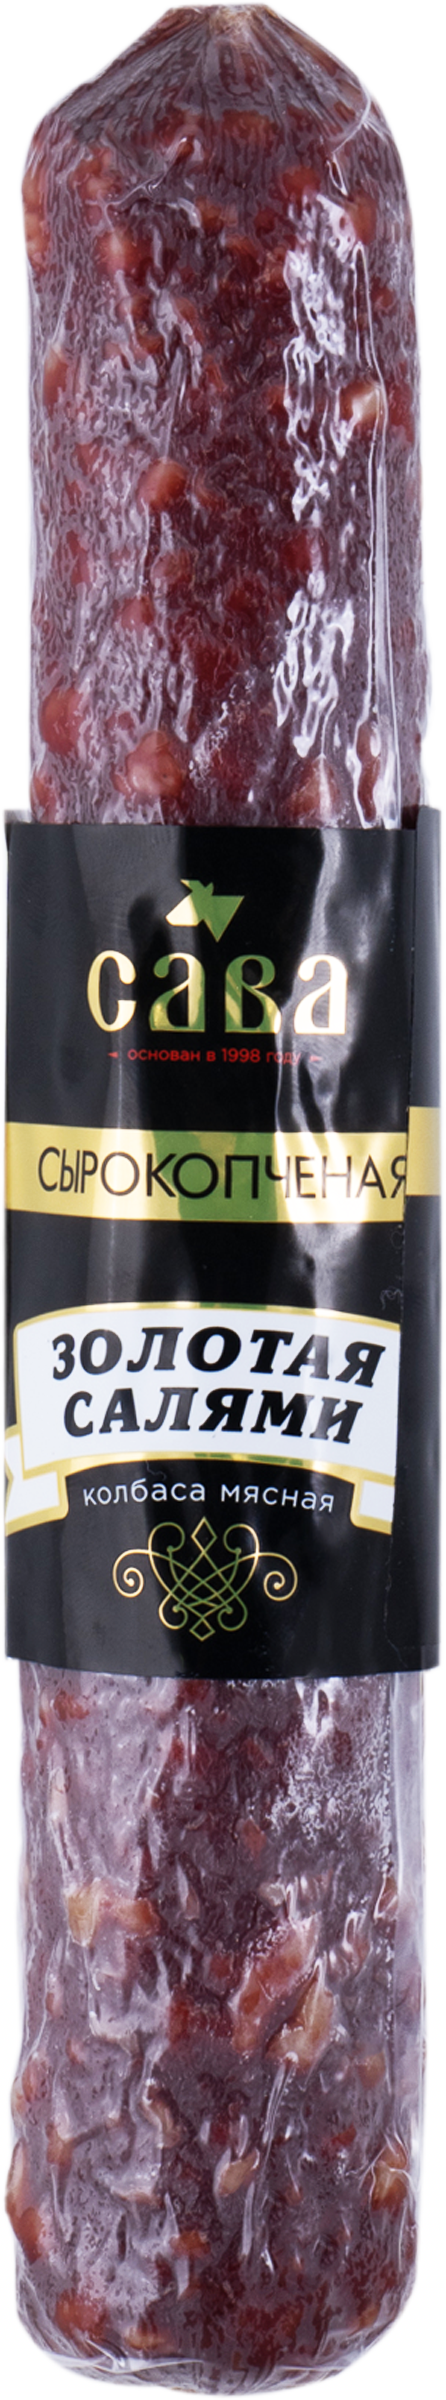 сава
основан в 1998 году
СЫРОКОПЧЕНАЯ
ЗОЛОТАЯ
САЛЯМИ
колбаса мясная